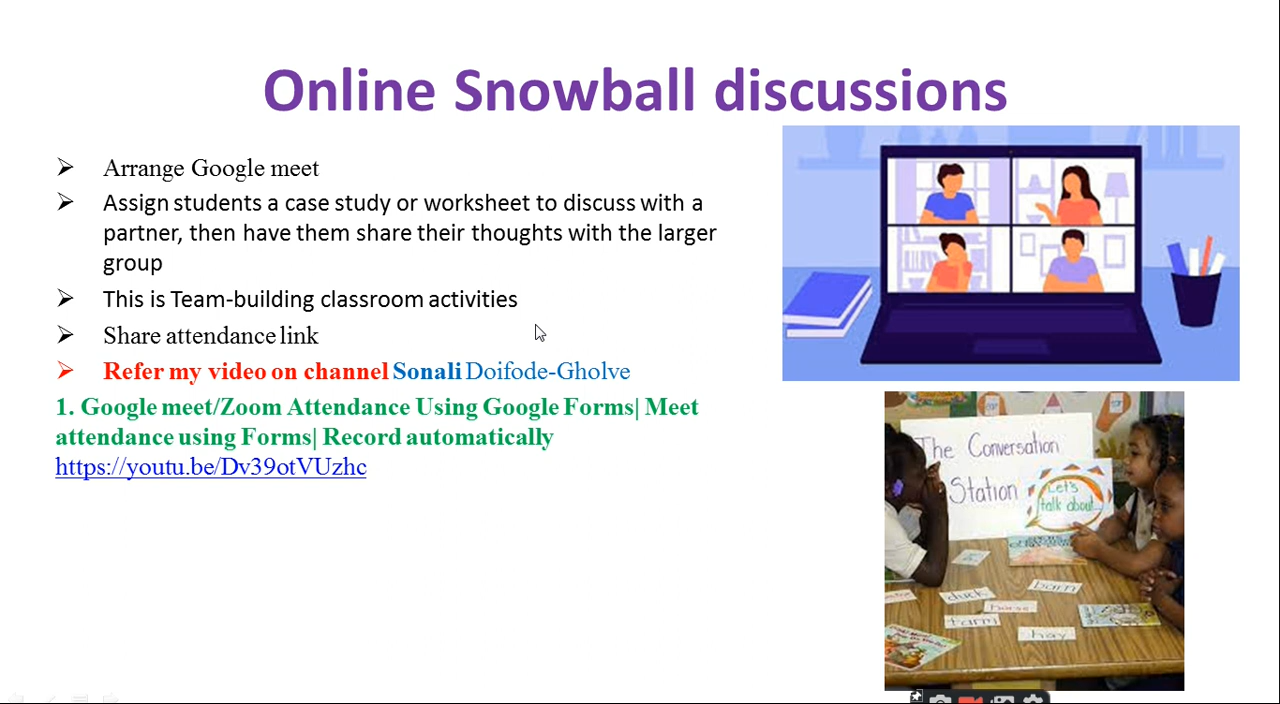 Online Snowball discussions
Arrange Google meet
Assign students a case study or worksheet to discuss with a
partner, then have them share their thoughts with the larger
group
This is Team-building classroom activities
Share attendance link
Refer my video on channel Sonali Doifode-Gholve
1. Google meet/Zoom Attendance Using Google Forms| Meet
attendance using Forms| Record automatically
https://youtu.be/Dv39otVUzhc
The Conversation
Station
Let's
talk about...
barn
duck
horse
farm
hay